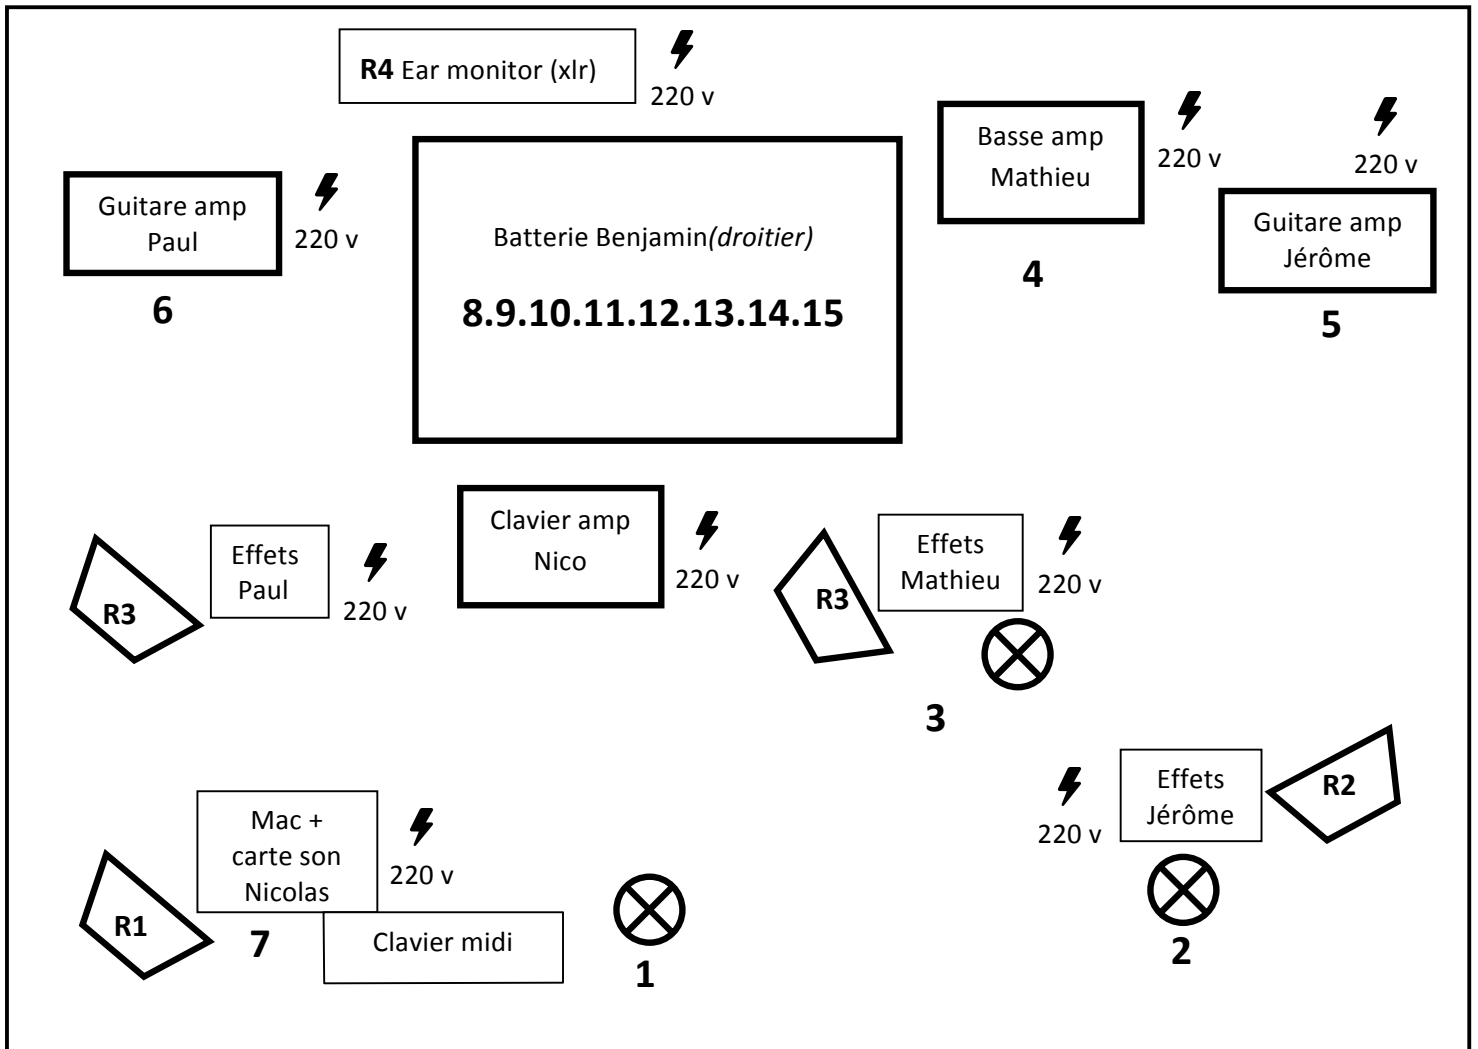 R4 Ear monitor (xlr)
220 v
Basse amp
Mathieu
220 v
220 v
Guitare amp
Paul
220 v
6
Batterie Benjamin(droitier)
8.9.10.11.12.13.14.15
4
Guitare amp
Jérôme
5
R3
Effets
Paul
220 v
Clavier amp
Nico
220 v
R3
Effets
Mathieu
220 v
3
220 v
Effets
Jérôme
R2
2
R1
Mac +
carte son
Nicolas
220 v
7
Clavier midi
1